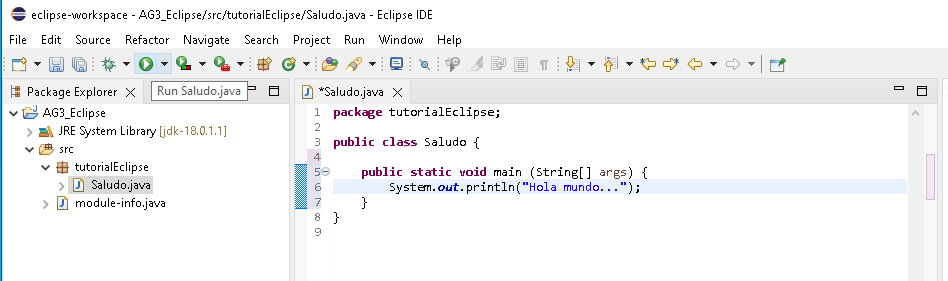 eclipse-workspace - AG3_Eclipse/src/tutorialEclipse/Saludo.java - Eclipse IDE
File Edit Source Refactor Navigate Search Project Run Window Help
Package Explorer
Run Saludo.java
*Saludo.java
AG3_Eclipse
JRE System Library [jdk-18.0.1.1]
src
tutorialEclipse
Saludo.java
module-info.java
1 package tutorialEclipse;
2
3 public class Saludo {
4
5 public static void main (String[] args) {
6 System.out.println("Hola mundo...");
7 }
8 }
9